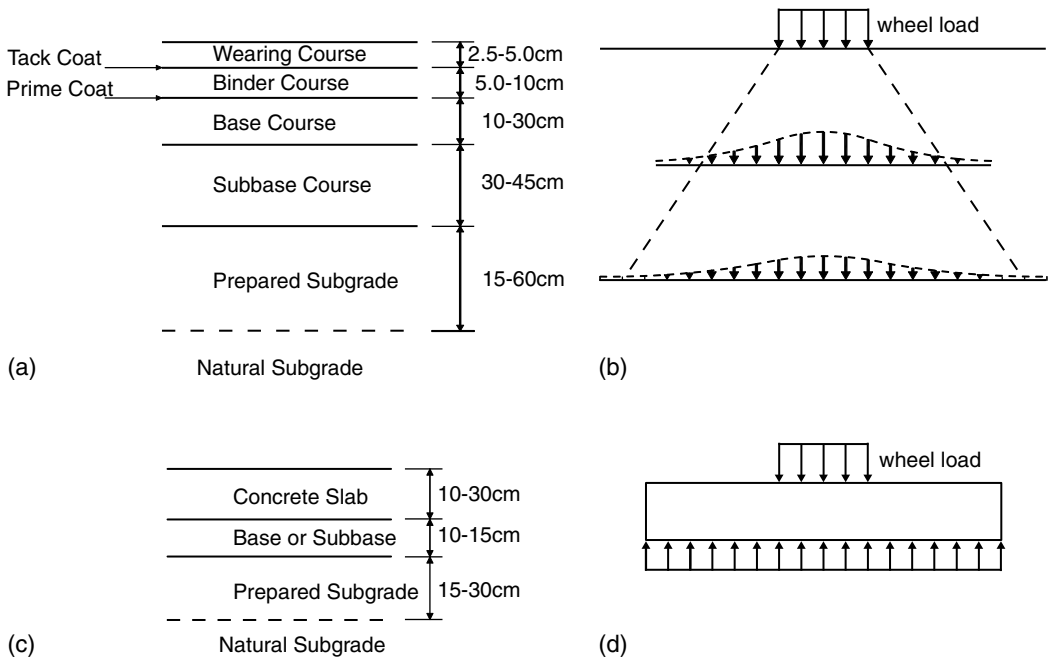 Tack Coat
Prime Coat
Wearing Course
2.5-5.0cm
Binder Course
5.0-10cm
Base Course
10-30cm
Subbase Course
30-45cm
Prepared Subgrade
15-60cm
Natural Subgrade
(a)
wheel load
(b)
Concrete Slab
10-30cm
Base or Subbase
10-15cm
Prepared Subgrade
15-30cm
Natural Subgrade
(c)
wheel load
(d)